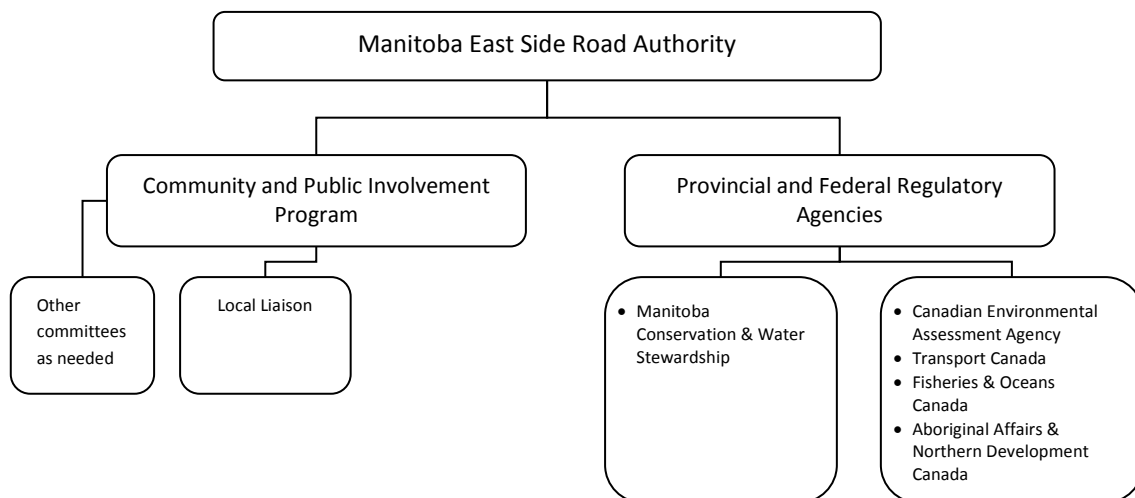 Manitoba East Side Road Authority
Community and Public Involvement
Program
Provincial and Federal Regulatory
Agencies
Other
committees
as needed
Local Liaison
• Manitoba
Conservation & Water
Stewardship
• Canadian Environmental
Assessment Agency
• Transport Canada
• Fisheries & Oceans
Canada
• Aboriginal Affairs &
Northern Development
Canada